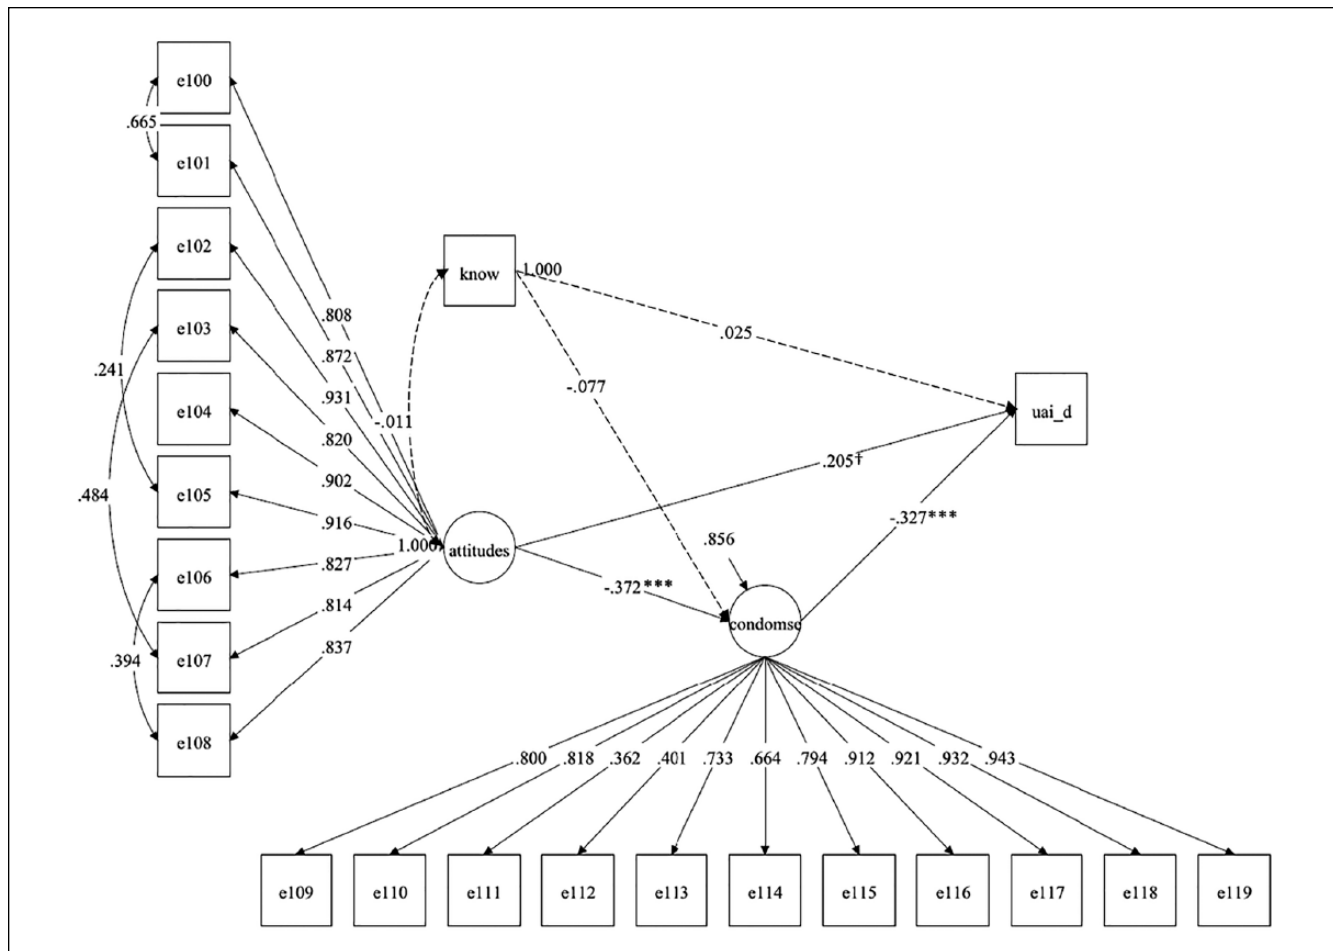 e100
.665
e101
e102
e103
.241
e104
e105
.484
e106
e107
.394
e108
.808
.872
.931
-.011
.820
.902
.916
.827
.814
.837
know
1.000
.025
-.077
uai_d
.205†
-.327***
1.000
attitudes
.856
-.372***
condomse
.800 .818 .362 .401 .733 .664 .794 .912 .921 .932 .943
e109 e110 e111 e112 e113 e114 e115 e116 e117 e118 e119